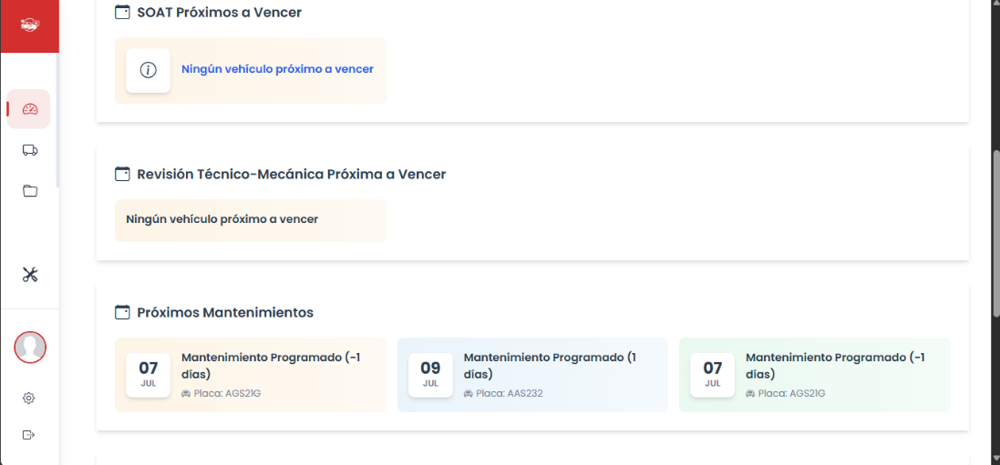 SOAT Próximos a Vencer
Ningún vehículo próximo a vencer
Revisión Técnico-Mecánica Próxima a Vencer
Ningún vehículo próximo a vencer
Próximos Mantenimientos
07
JUL
Mantenimiento Programado (-1
días)
Placa: AGS21G
09
JUL
Mantenimiento Programado (1
días)
Placa: AAS232
07
JUL
Mantenimiento Programado (-1
días)
Placa: AGS21G